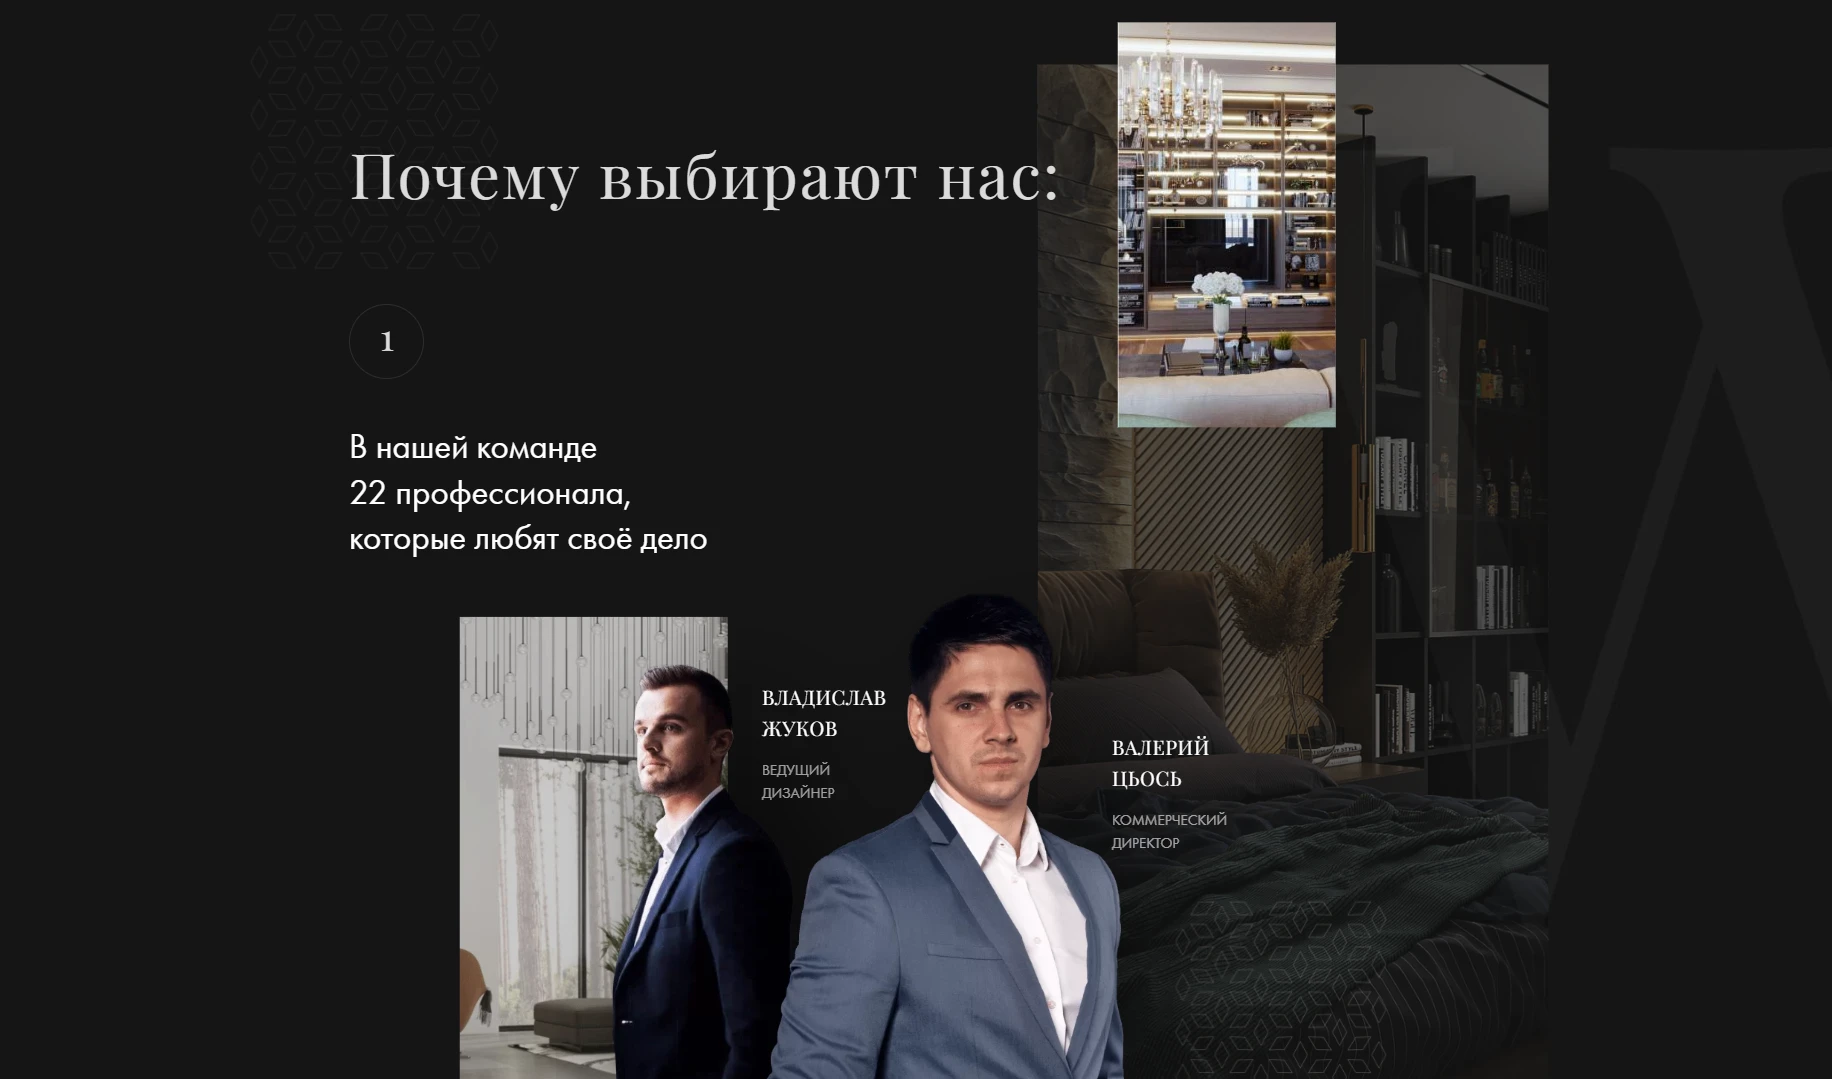 Почему выбирают нас:
1
В нашей команде
22 профессионала,
которые любят своё дело
ВЛАДИСЛАВ
ЖУКОВ
ВЕДУЩИЙ
ДИЗАЙНЕР
ВАЛЕРИЙ
ЦЬОСЬ
КОММЕРЧЕСКИЙ
ДИРЕКТОР